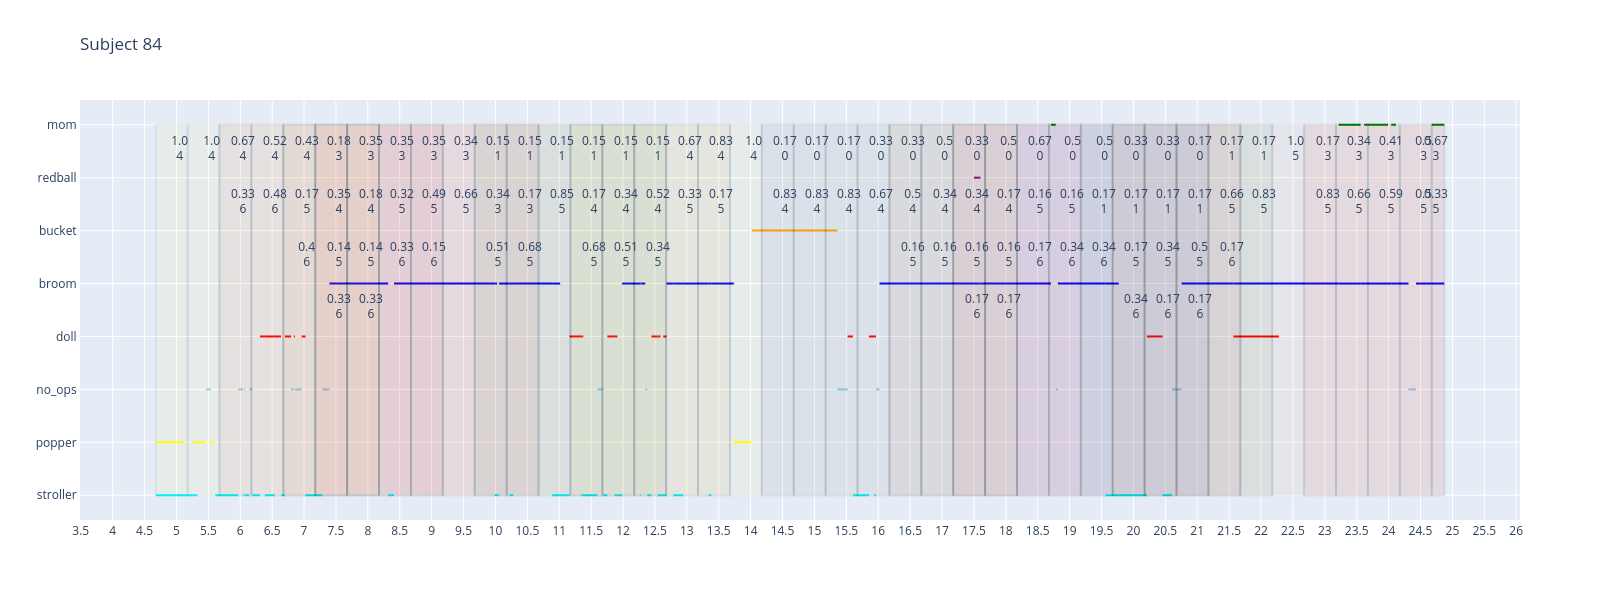 Subject 84
mom
1.0 1.0 0.67 0.52 0.43 0.18 0.35 0.35 0.35 0.34 0.15 0.15 0.15 0.15 0.15 0.15 0.67 0.83 1.0 0.17 0.17 0.17 0.33 0.33 0.5 0.33 0.5 0.67 0.5 0.5 0.33 0.33 0.17 0.17 0.17 1.0 0.17 0.34 0.41 0.67
4 4 4 4 4 3 3 3 3 3 1 1 1 1 1 1 4 4 4 0 0 0 0 0 0 0 0 0 0 0 0 0 0 1 1 5 3 3 3 3 3
redball
0.33 0.48 0.17 0.35 0.18 0.32 0.49 0.66 0.34 0.17 0.85 0.17 0.34 0.52 0.33 0.17 0.83 0.83 0.83 0.67 0.5 0.34 0.34 0.17 0.16 0.16 0.17 0.17 0.17 0.17 0.66 0.83 0.83 0.66 0.59 0.33
6 6 5 4 4 5 5 5 3 3 5 4 4 4 5 5 4 4 4 4 4 4 4 4 5 5 1 1 1 1 5 5 5 5 5 5 5
bucket
0.4 0.14 0.14 0.33 0.15 0.51 0.68 0.68 0.51 0.34 0.16 0.16 0.16 0.16 0.17 0.34 0.34 0.17 0.34 0.5 0.17
6 5 5 6 6 5 5 5 5 5 5 5 5 5 6 6 6 5 5 5 6
broom
0.33 0.33 0.17 0.17 0.34 0.17 0.17
6 6 6 6 6 6 6
doll
no_ops
popper
stroller
3.5 4 4.5 5 5.5 6 6.5 7 7.5 8 8.5 9 9.5 10 10.5 11 11.5 12 12.5 13 13.5 14 14.5 15 15.5 16 16.5 17 17.5 18 18.5 19 19.5 20 20.5 21 21.5 22 22.5 23 23.5 24 24.5 25 25.5 26